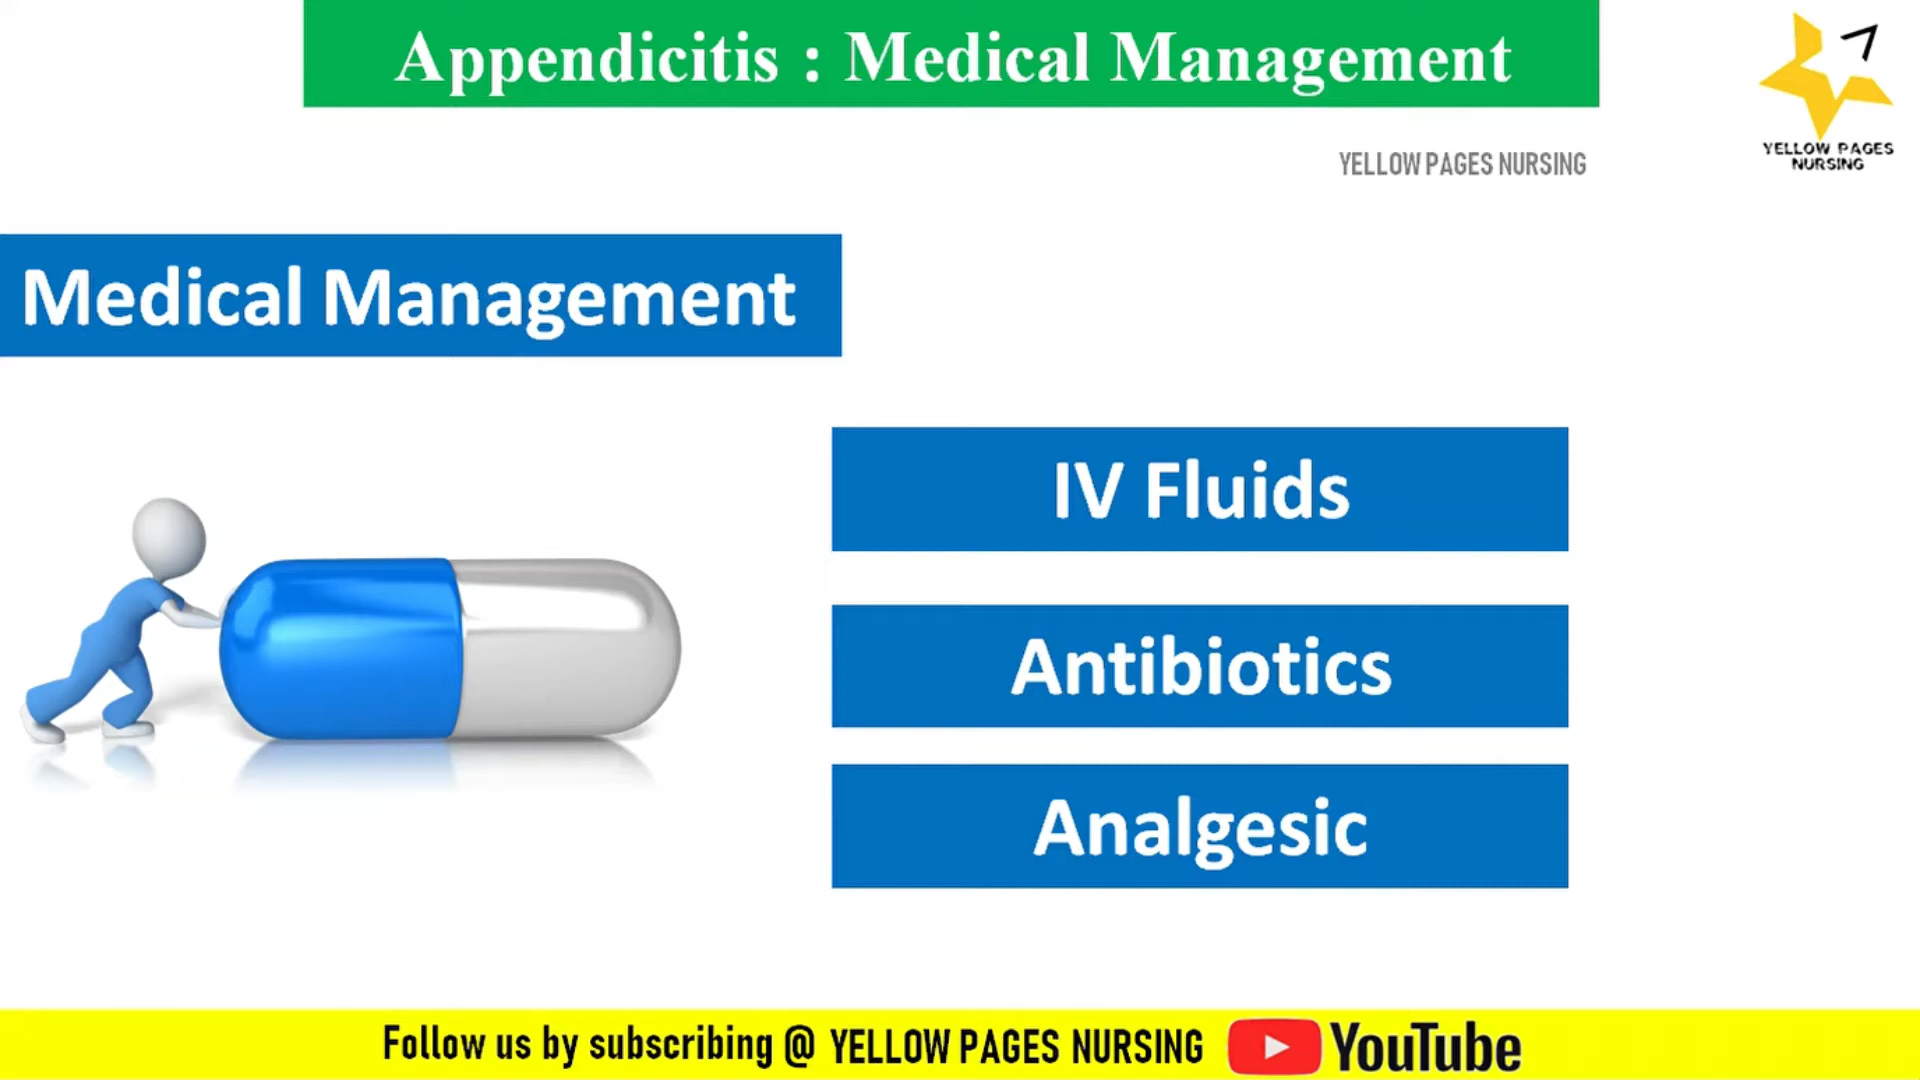 Appendicitis : Medical Management
YELLOW PAGES
NURSING
YELLOW PAGES NURSING
Medical Management
IV Fluids
Antibiotics
Analgesic
Follow us by subscribing @ YELLOW PAGES NURSING YouTube